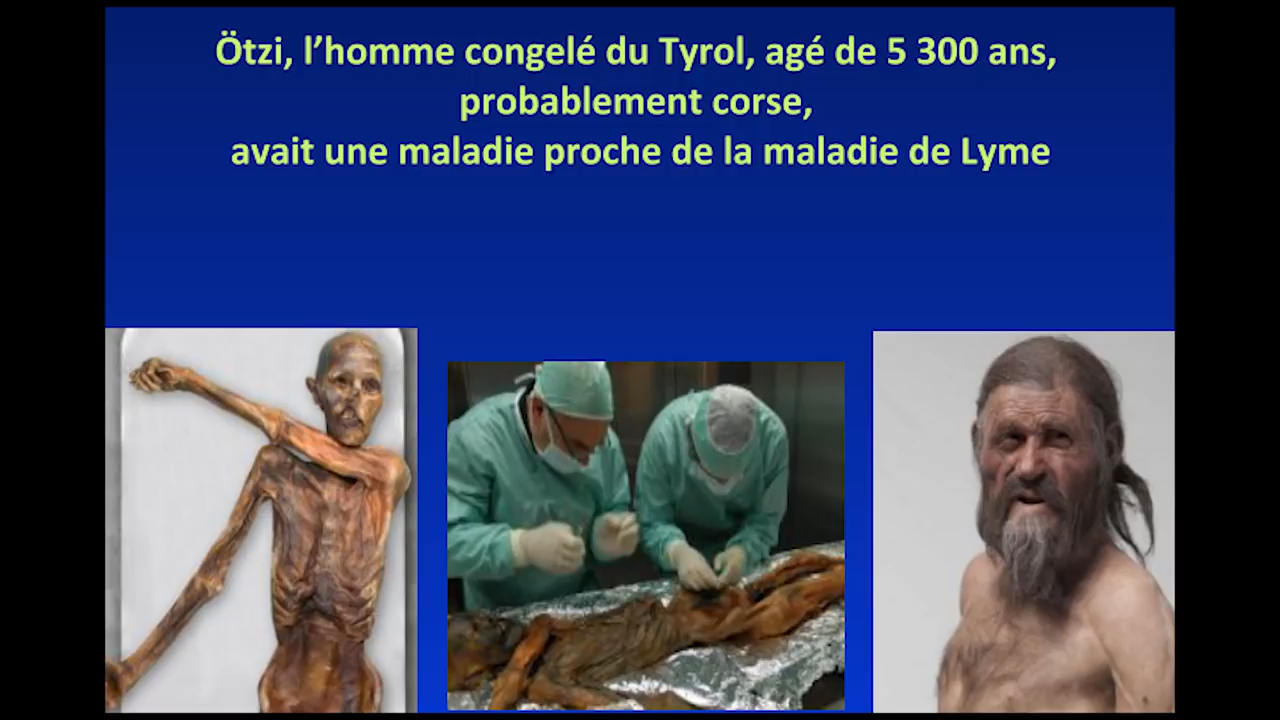 Ötzi, l’homme congelé du Tyrol, agé de 5 300 ans,
probablement corse,
avait une maladie proche de la maladie de Lyme